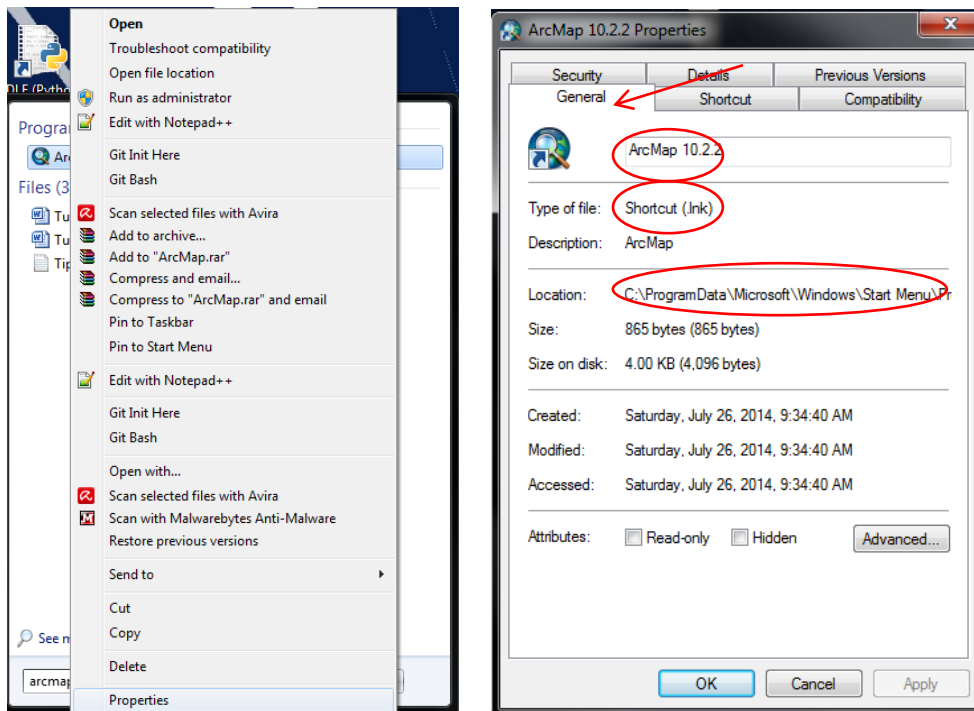 Open
Troubleshoot compatibility
Open file location
Run as administrator
Edit with Notepad++
Git Init Here
Git Bash
Scan selected files with Avira
Add to archive...
Add to "ArcMap.rar"
Compress and email...
Compress to "ArcMap.rar" and email
Pin to Taskbar
Pin to Start Menu
Edit with Notepad++
Git Init Here
Git Bash
Open with...
Scan selected files with Avira
Scan with Malwarebytes Anti-Malware
Restore previous versions
Send to
Cut
Copy
Delete
Properties
Progra
Ar
Files (3
Tu
Tu
Tip
See m
arcmap
ArcMap 10.2.2 Properties
Security Details Previous Versions
General Shortcut Compatibility
ArcMap 10.2.2
Type of file: Shortcut (.lnk)
Description: ArcMap
Location: C:\ProgramData\Microsoft\Windows\Start Menu\Pr
Size: 865 bytes (865 bytes)
Size on disk: 4.00 KB (4,096 bytes)
Created: Saturday, July 26, 2014, 9:34:40 AM
Modified: Saturday, July 26, 2014, 9:34:40 AM
Accessed: Saturday, July 26, 2014, 9:34:40 AM
Attributes: Read-only Hidden Advanced...
OK Cancel Apply